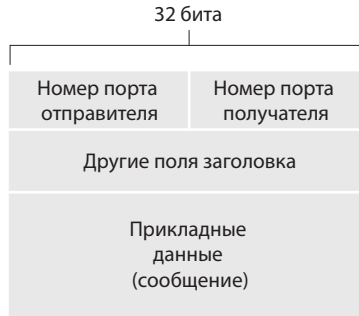 32 бита
Номер порта
отправителя
Номер порта
получателя
Другие поля заголовка
Прикладные
данные
(сообщение)